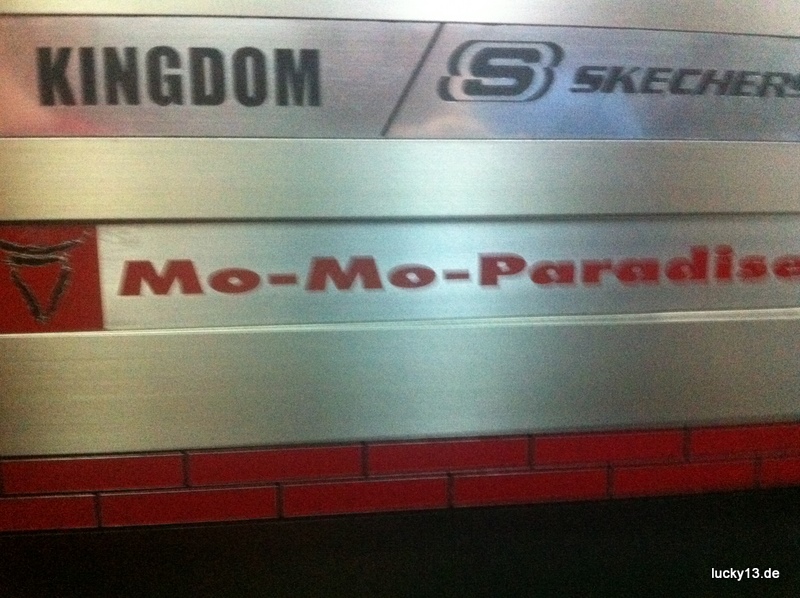 KINGDOM / S SKECHERS
Mo-Mo-Paradise
lucky13.de